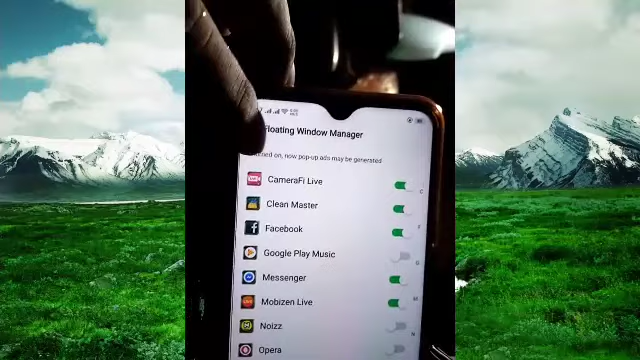 Floating Window Manager
turned on, now pop-up ads may be generated
CameraFi Live
Clean Master
Facebook
Google Play Music
Messenger
Mobizen Live
Noizz
Opera